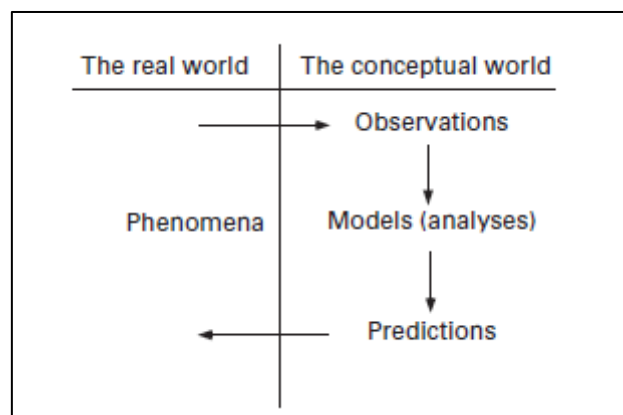 The real world
The conceptual world
Observations
Phenomena
Models (analyses)
Predictions